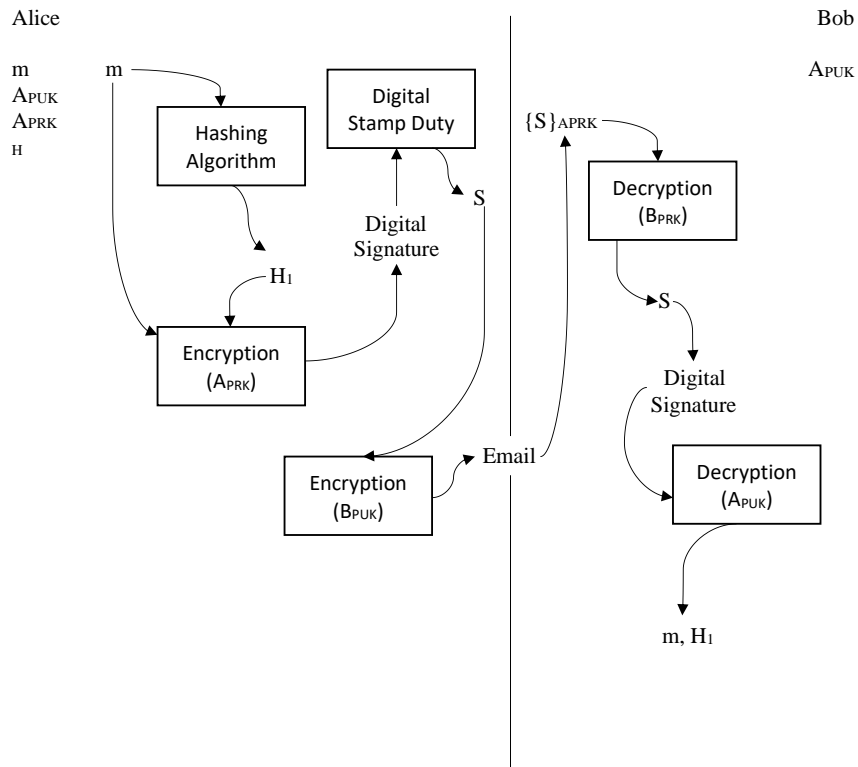 Alice
Bob
m
APUK
APRK
H
m
Hashing
Algorithm
H1
Encryption
(APRK)
Digital
Signature
Digital
Stamp Duty
S
Encryption
(BPUK)
Email
APUK
{S}APRK
Decryption
(BPRK)
S
Digital
Signature
Decryption
(APUK)
m, H1